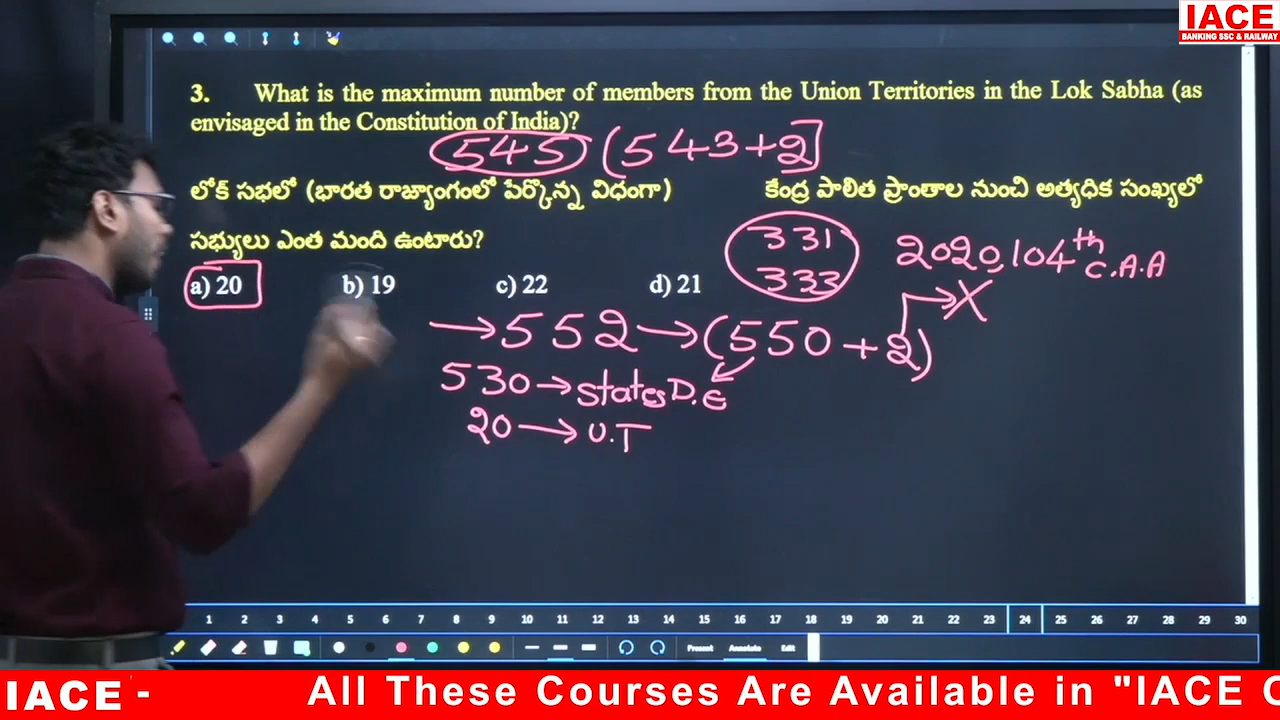 IACE
BANKING SSC & RAILWAY
3. What is the maximum number of members from the Union Territories in the Lok Sabha (as
envisaged in the Constitution of India)?
545 (543+2]
లోక్ సభలో (భారత రాజ్యాంగంలో పేర్కొన్న విధంగా) కేంద్ర పాలిత ప్రాంతాల నుంచి అత్యధిక సంఖ్యలో
సభ్యులు ఎంత మంది ఉంటారు?
331
333
2020, 104th C.A.A
a) 20 b) 19 c) 22 d) 21
→ 552 → (550 + 2) → X
530 → States D.E
20 → U.T
1 2 3 4 5 6 7 8 9 10 11 12 13 14 15 16 17 18 19 20 21 22 23 24 25 26 27 28 29 30
Present Annotate Edit
IACE - All These Courses Are Available in "IACE